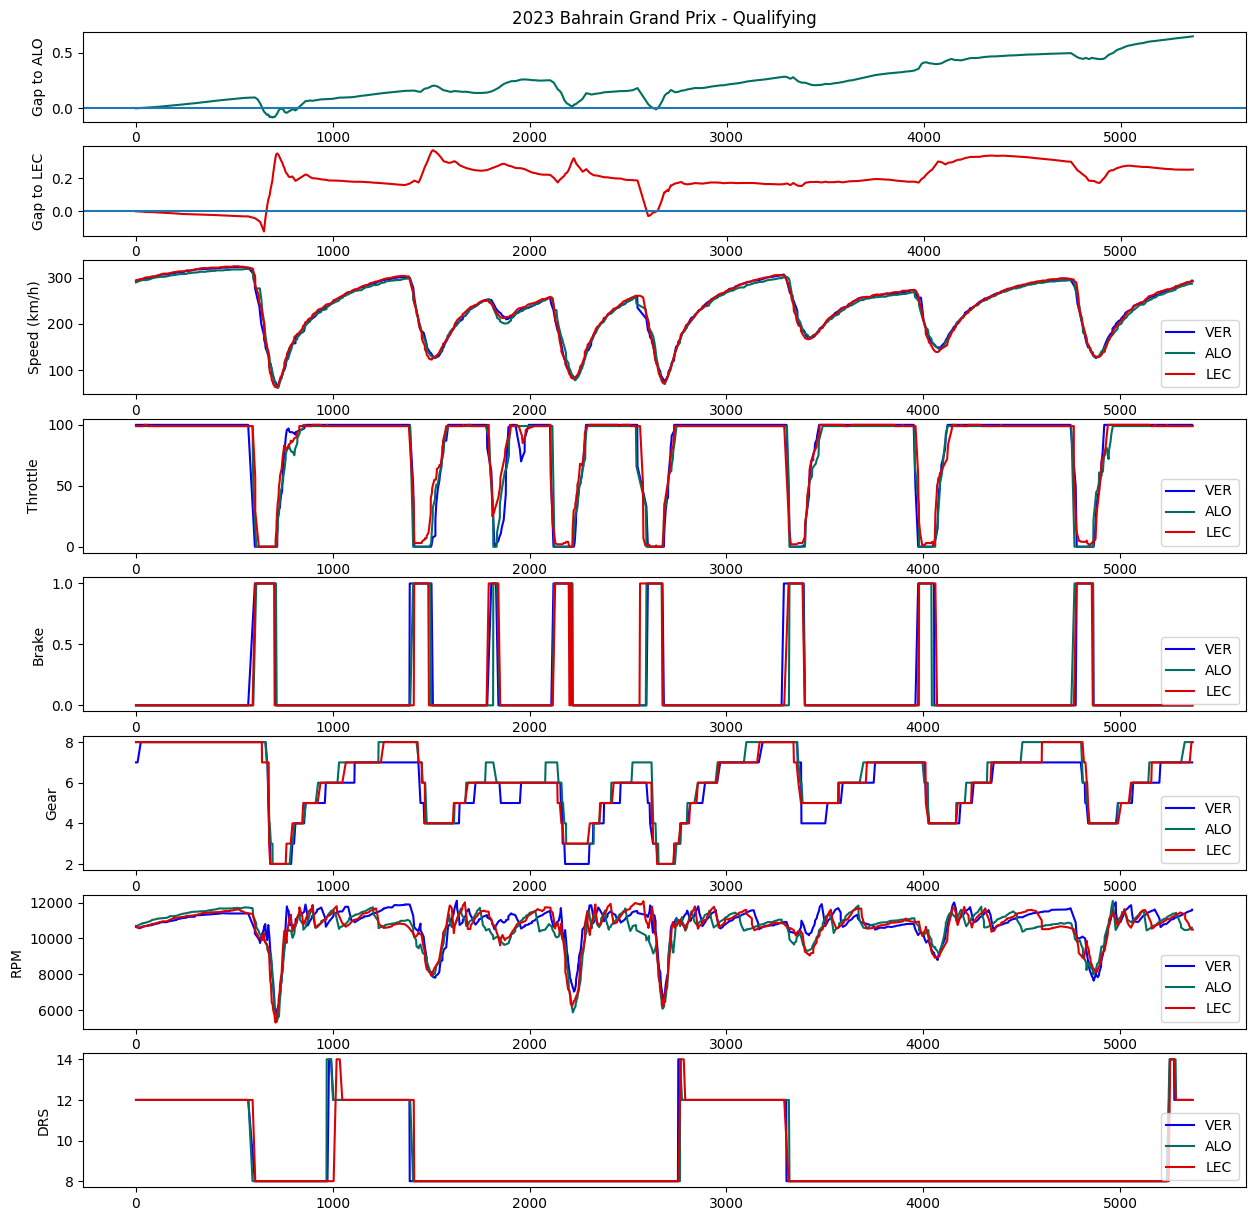 2023 Bahrain Grand Prix - Qualifying
Gap to ALO
0.5
0.0
0 1000 2000 3000 4000 5000
Gap to LEC
0.2
0.0
0 1000 2000 3000 4000 5000
Speed (km/h)
300
200
100
VER
ALO
LEC
0 1000 2000 3000 4000 5000
Throttle
100
50
0
VER
ALO
LEC
0 1000 2000 3000 4000 5000
Brake
1.0
0.5
0.0
VER
ALO
LEC
0 1000 2000 3000 4000 5000
Gear
8
6
4
2
VER
ALO
LEC
0 1000 2000 3000 4000 5000
RPM
12000
10000
8000
6000
VER
ALO
LEC
0 1000 2000 3000 4000 5000
DRS
14
12
10
8
VER
ALO
LEC
0 1000 2000 3000 4000 5000